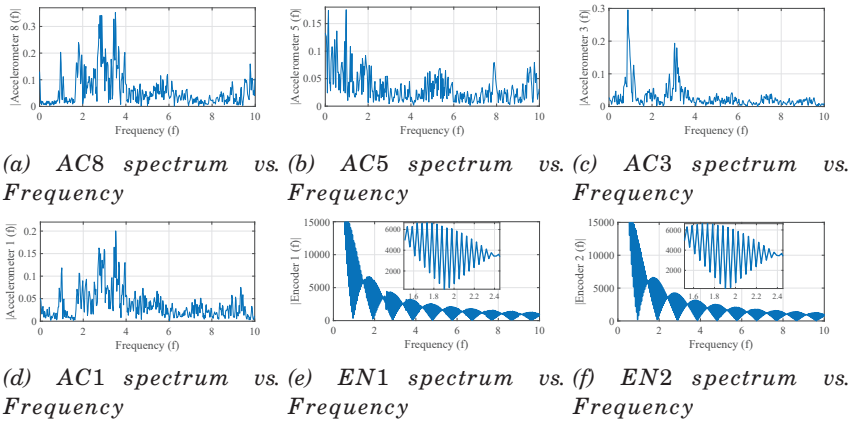 |Accelerometer 8 (f)|
0.3
0.2
0.1
0
0 2 4 6 8 10
Frequency (f)
|Accelerometer 5 (f)|
0.15
0.1
0.05
0
0 2 4 6 8 10
Frequency (f)
|Accelerometer 3 (f)|
0.3
0.2
0.1
0
0 2 4 6 8 10
Frequency (f)
(a) AC8 spectrum vs. Frequency
(b) AC5 spectrum vs. Frequency
(c) AC3 spectrum vs. Frequency
|Accelerometer 1 (f)|
0.2
0.15
0.1
0.05
0
0 2 4 6 8 10
Frequency (f)
|Encoder 1 (f)|
15000
10000
5000
0
0 2 4 6 8 10
Frequency (f)
6000
4000
2000
1.6 1.8 2 2.2 2.4
|Encoder 2 (f)|
15000
10000
5000
0
0 2 4 6 8 10
Frequency (f)
6000
4000
2000
1.6 1.8 2 2.2 2.4
(d) AC1 spectrum vs. Frequency
(e) EN1 spectrum vs. Frequency
(f) EN2 spectrum vs. Frequency